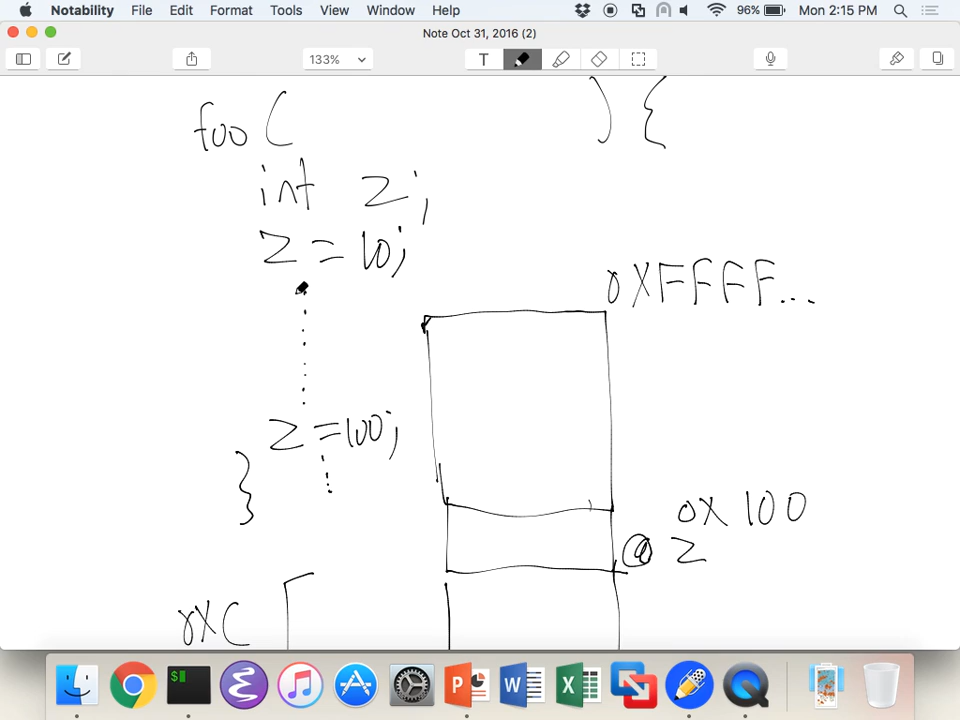 Notability File Edit Format Tools View Window Help 96% Mon 2:15 PM
Note Oct 31, 2016 (2)
133% T
foo( ) {
int z;
z = 10;
0XFFFF...
z = 100;
}
0X100
@ z
0XC
$
P W X